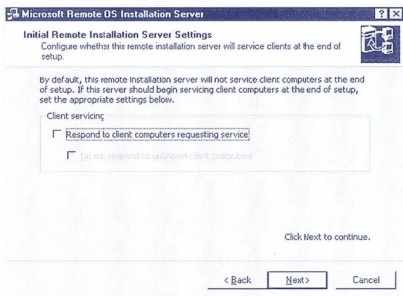 Microsoft Remote OS Installation Server
Initial Remote Installation Server Settings
Configure whether this remote installation server will service clients at the end of
setup.
By default, this remote installation server will not service client computers at the end
of setup. If this server should begin servicing client computers at the end of setup,
set the appropriate settings below.
Client servicing
Respond to client computers requesting service
Do not respond to unknown client computers
Click Next to continue.
< Back Next > Cancel